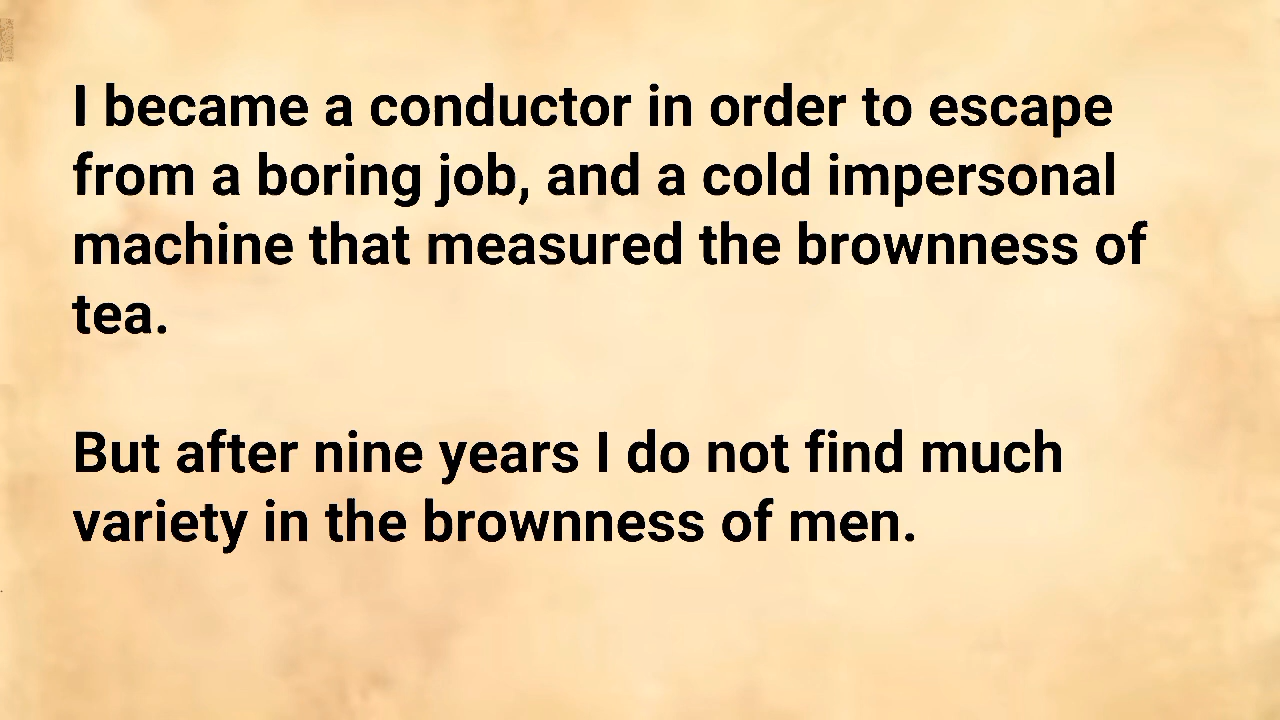 I became a conductor in order to escape
from a boring job, and a cold impersonal
machine that measured the brownness of
tea.
But after nine years I do not find much
variety in the brownness of men.